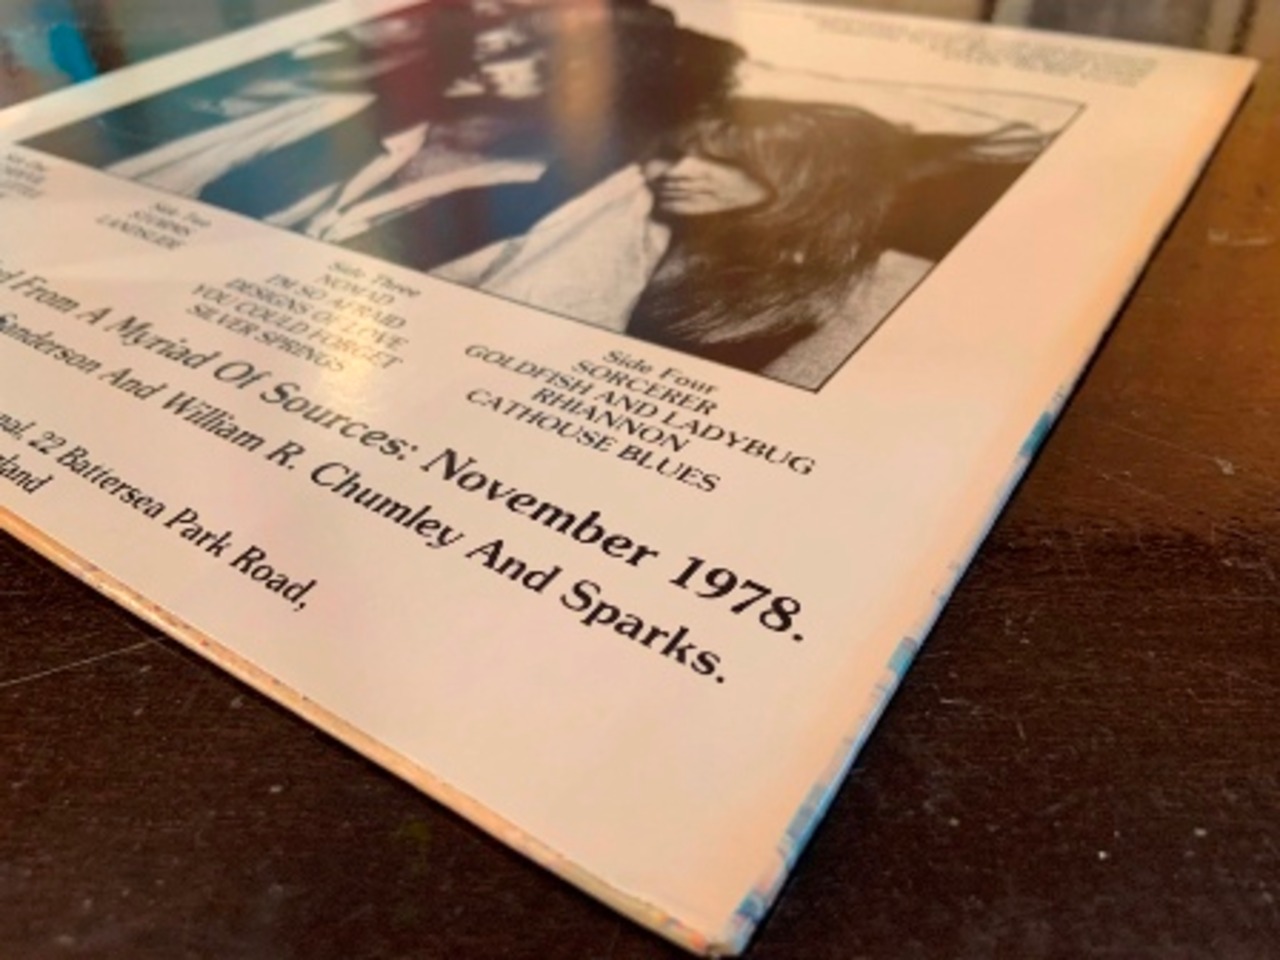 Side Two
STORMS
LANDSLIDE
Side Three
NOMAD
I'M SO AFRAID
DESIGNS OF LOVE
YOU COULD FORGET
SILVER SPRINGS
Side Four
SORCERER
GOLDFISH AND LADYBUG
RHIANNON
CATHOUSE BLUES
From A Myriad Of Sources: November 1978.
Sanderson And William R. Chumley And Sparks.
22 Battersea Park Road,